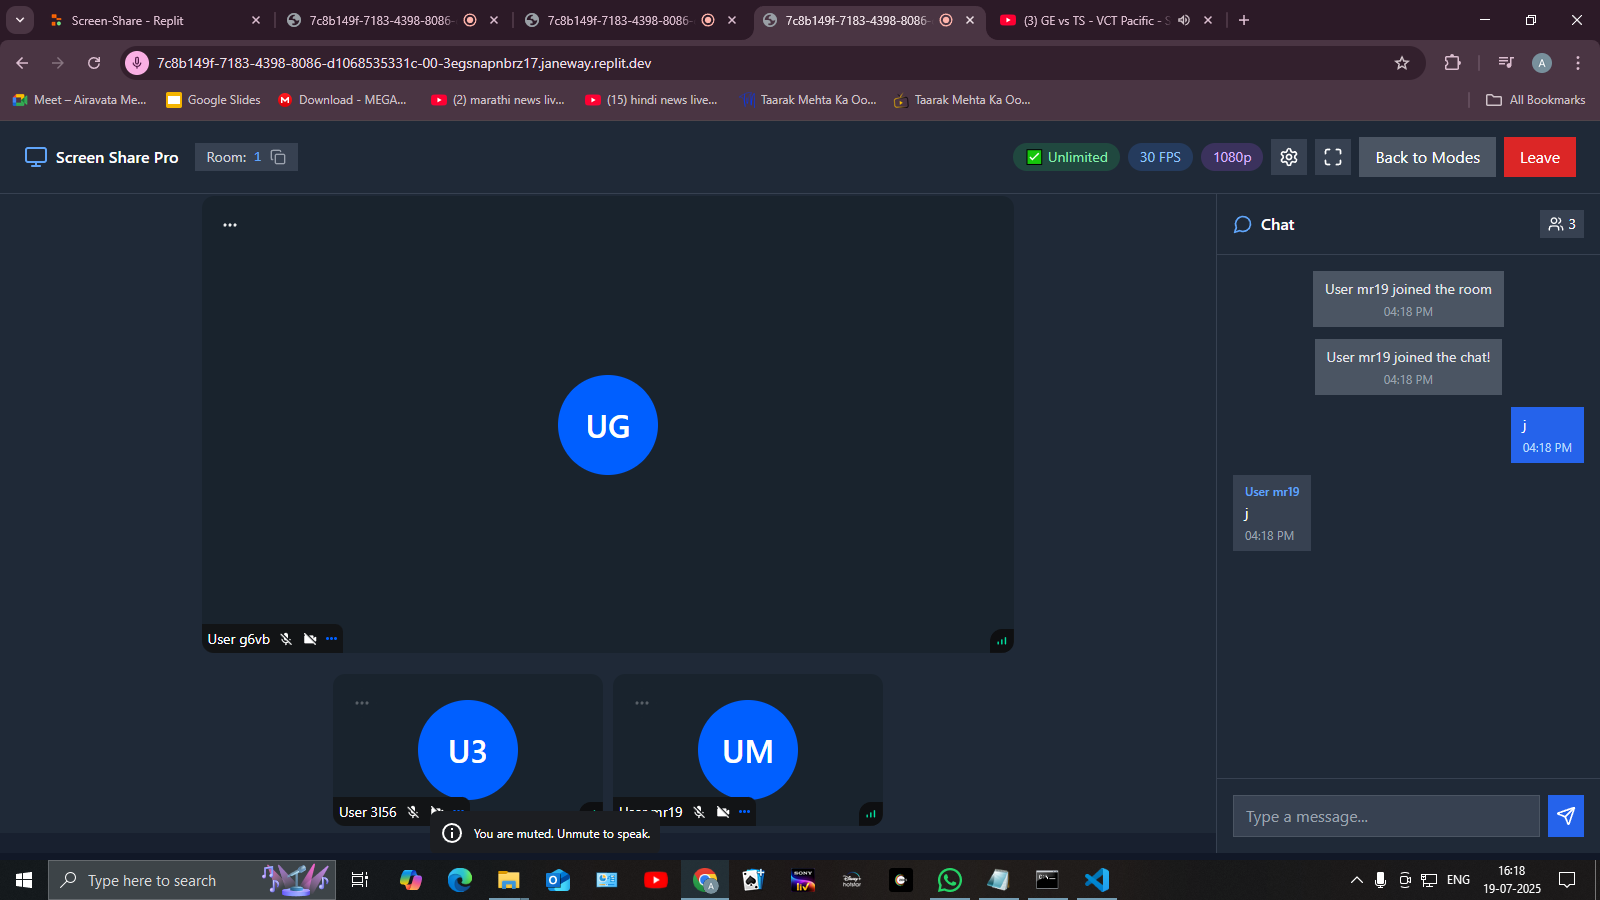 Screen-Share - Replit
7c8b149f-7183-4398-8086-
7c8b149f-7183-4398-8086-
7c8b149f-7183-4398-8086-
(3) GE vs TS - VCT Pacific - S
7c8b149f-7183-4398-8086-d1068535331c-00-3egsnapnbrz17.janeway.replit.dev
A
Meet – Airavata Me...
Google Slides
Download - MEGA...
(2) marathi news liv...
(15) hindi news live...
Taarak Mehta Ka Oo...
Taarak Mehta Ka Oo...
All Bookmarks
Screen Share Pro
Room: 1
Unlimited
30 FPS
1080p
Back to Modes
Leave
Chat
3
User mr19 joined the room
04:18 PM
User mr19 joined the chat!
04:18 PM
j
04:18 PM
User mr19
j
04:18 PM
UG
User g6vb
U3
User 3l56
UM
mr19
You are muted. Unmute to speak.
Type a message...
Type here to search
SONY
liv
Disney+
hotstar
ENG
16:18
19-07-2025